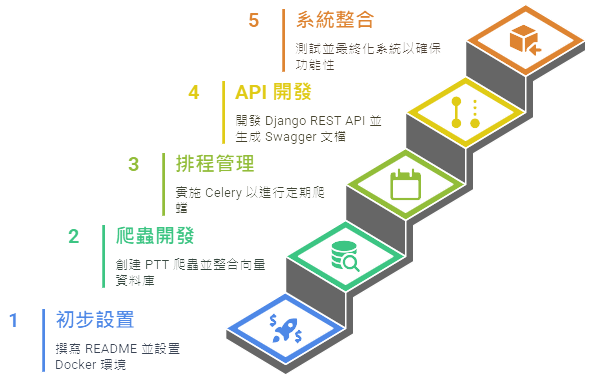 5 系統整合
測試並最終化系統以確保
功能性
4 API 開發
開發 Django REST API 並
生成 Swagger 文檔
3 排程管理
實施 Celery 以進行定期爬
蟲
2 爬蟲開發
創建 PTT 爬蟲並整合向量
資料庫
1 初步設置
撰寫 README 並設置
Docker 環境